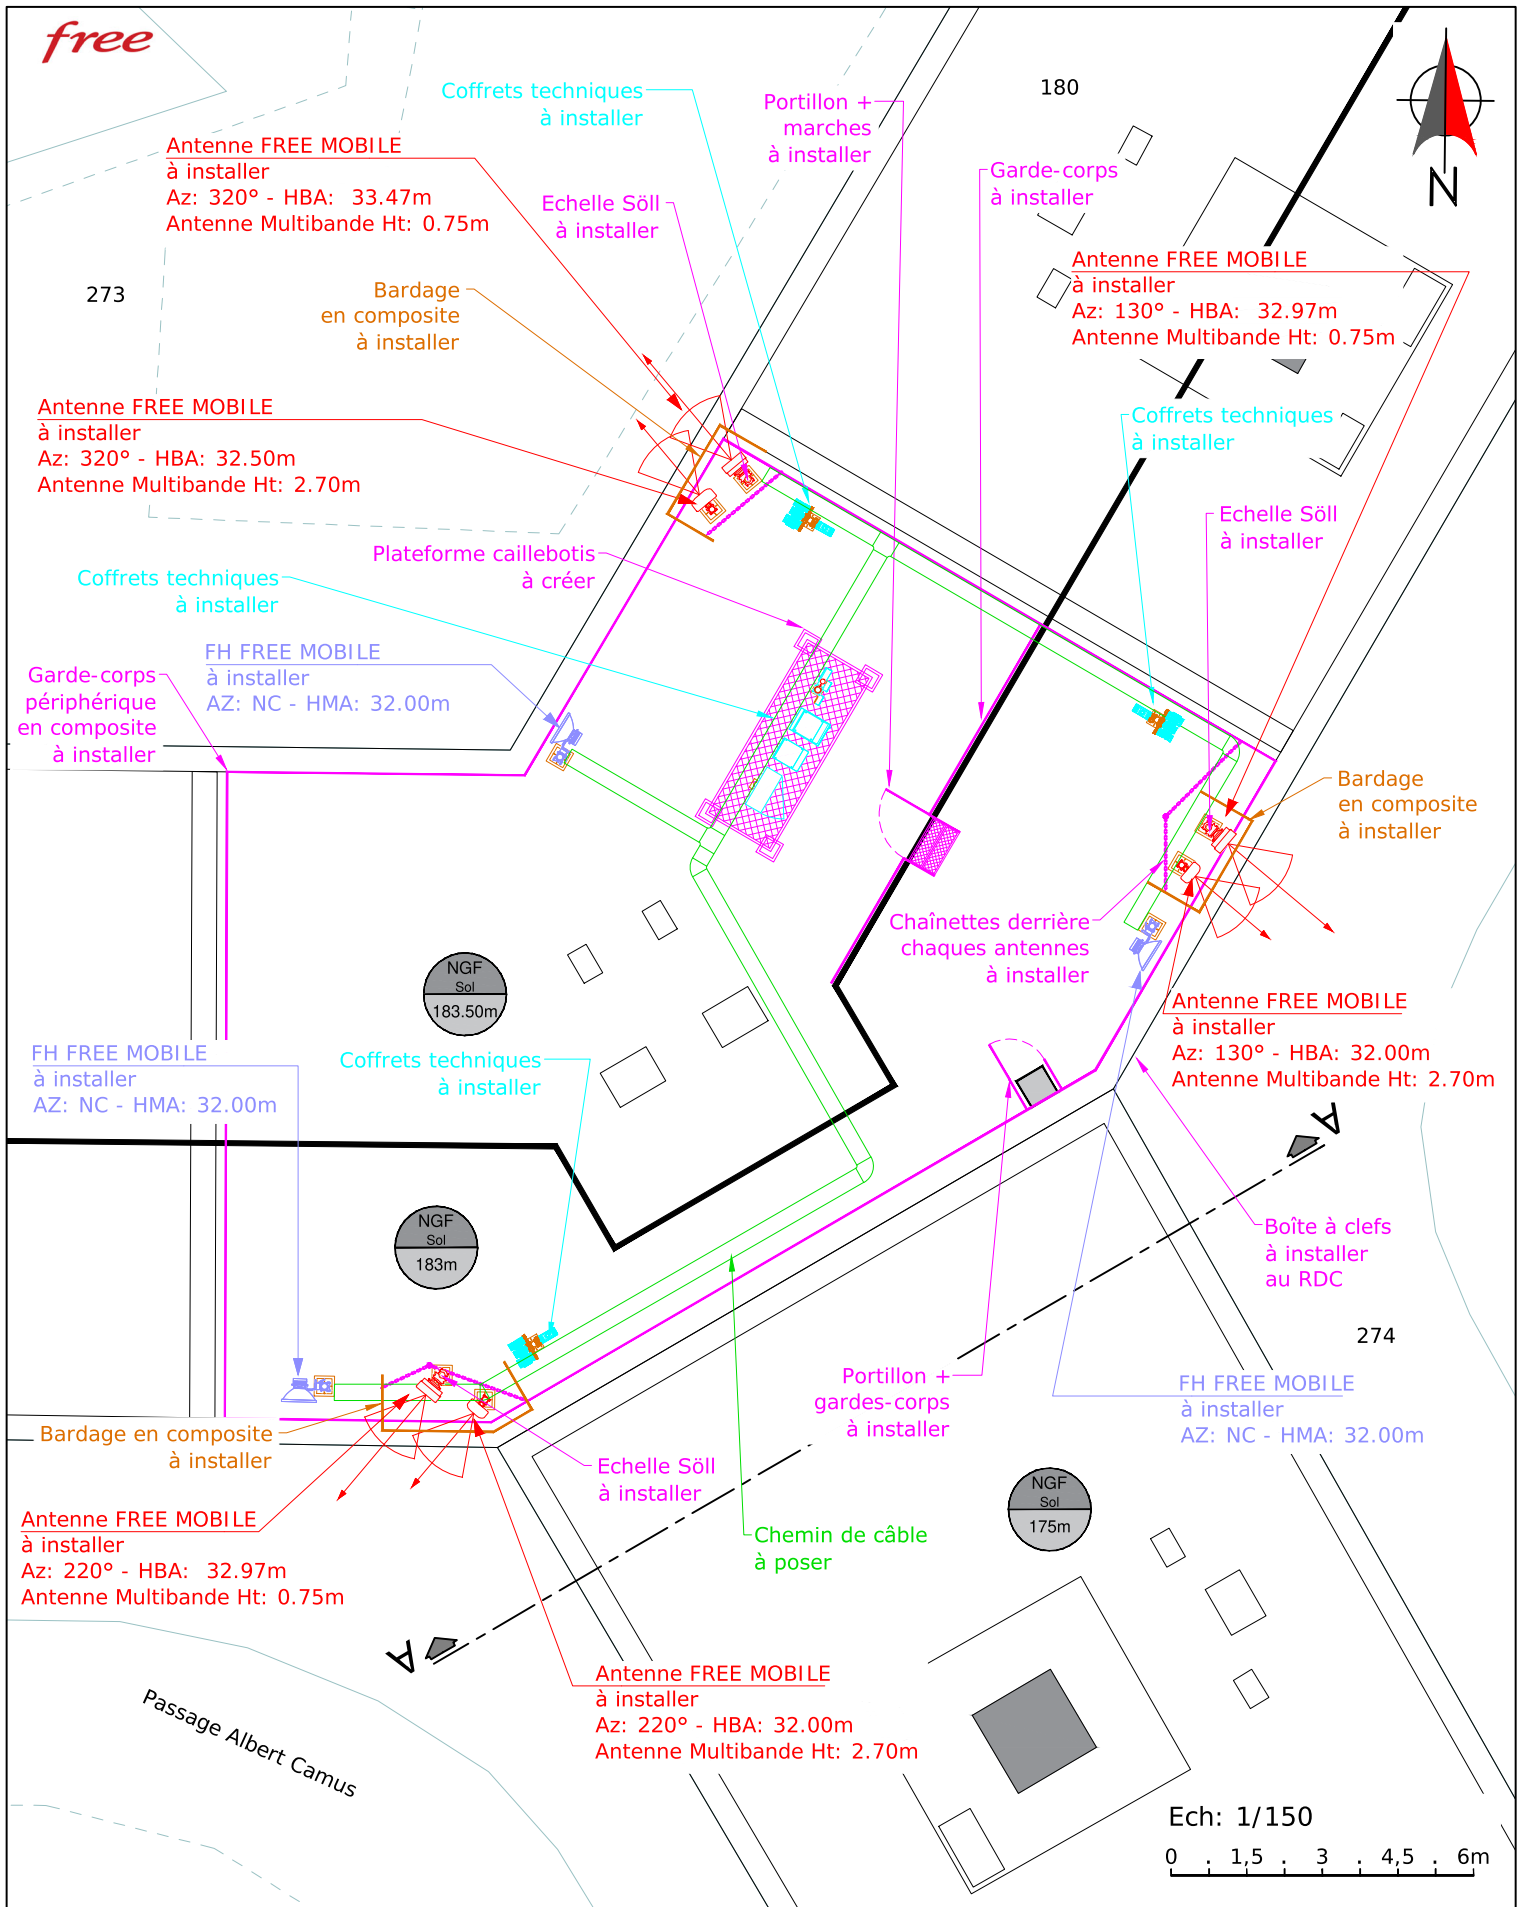 free
Coffrets techniques
à installer
Portillon +
marches
à installer
180
Antenne FREE MOBILE
à installer
Az: 320° - HBA: 33.47m
Antenne Multibande Ht: 0.75m
Garde-corps
à installer
N
Echelle Söll
à installer
Antenne FREE MOBILE
à installer
Az: 130° - HBA: 32.97m
Antenne Multibande Ht: 0.75m
273
Bardage
en composite
à installer
Antenne FREE MOBILE
à installer
Az: 320° - HBA: 32.50m
Antenne Multibande Ht: 2.70m
Coffrets techniques
à installer
Echelle Söll
à installer
Plateforme caillebotis
à créer
Coffrets techniques
à installer
FH FREE MOBILE
à installer
AZ: NC - HMA: 32.00m
Garde-corps
périphérique
en composite
à installer
Bardage
en composite
à installer
Chaînettes derrière
chaques antennes
à installer
NGF
Sol
183.50m
Antenne FREE MOBILE
à installer
Az: 130° - HBA: 32.00m
Antenne Multibande Ht: 2.70m
FH FREE MOBILE
à installer
AZ: NC - HMA: 32.00m
Coffrets techniques
à installer
A
NGF
Sol
183m
Boîte à clefs
à installer
au RDC
274
Portillon +
gardes-corps
à installer
FH FREE MOBILE
à installer
AZ: NC - HMA: 32.00m
Bardage en composite
à installer
Echelle Söll
à installer
NGF
Sol
175m
Antenne FREE MOBILE
à installer
Az: 220° - HBA: 32.97m
Antenne Multibande Ht: 0.75m
Chemin de câble
à poser
A
Antenne FREE MOBILE
à installer
Az: 220° - HBA: 32.00m
Antenne Multibande Ht: 2.70m
Passage Albert Camus
Ech: 1/150
0 . 1,5 . 3 . 4,5 . 6m